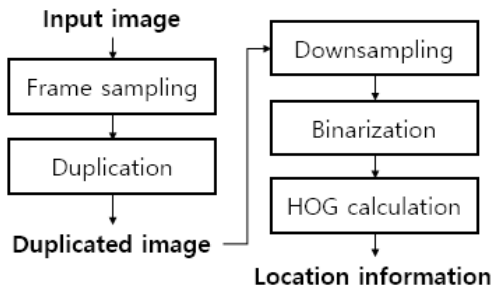 Input image
Frame sampling
Duplication
Duplicated image
Downsampling
Binarization
HOG calculation
Location information